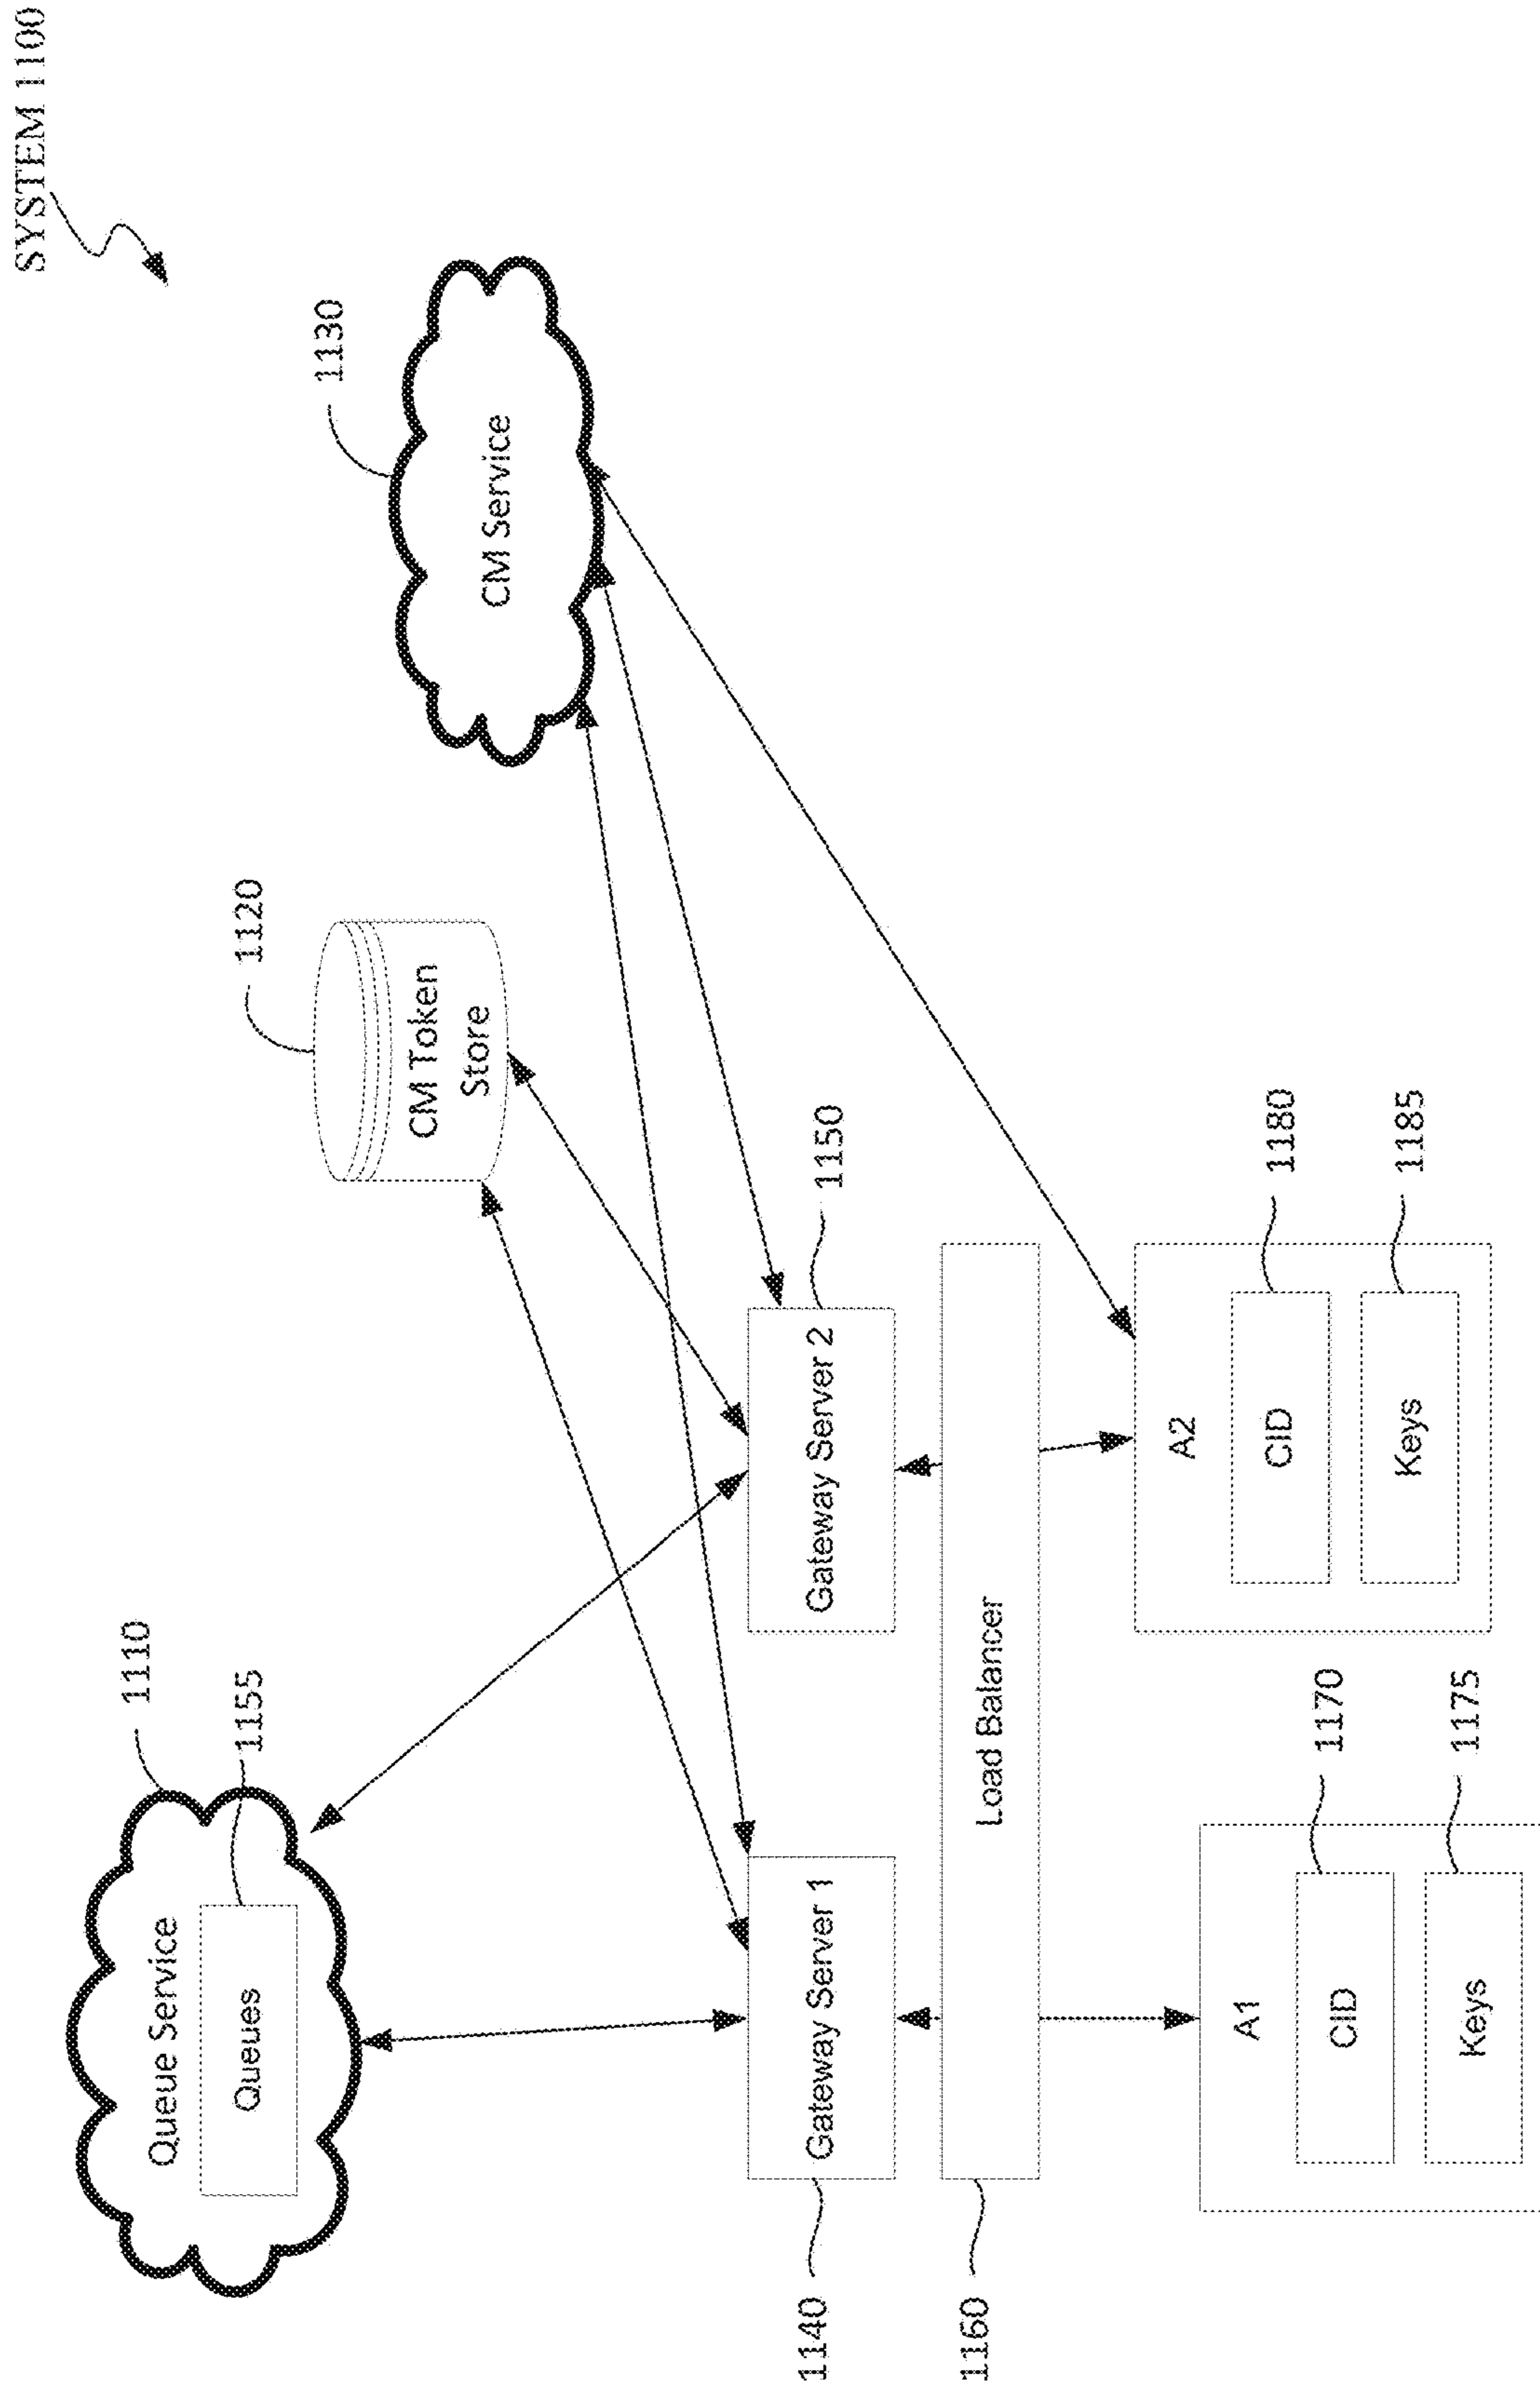 SYSTEM 1100
1110
Queue Service
1155
Queues
1120
CM Token
Store
1130
CM Service
1140
Gateway Server 1
Gateway Server 2
1150
1160
Load Balancer
A1
CID
1170
Keys
1175
A2
CID
1180
Keys
1185